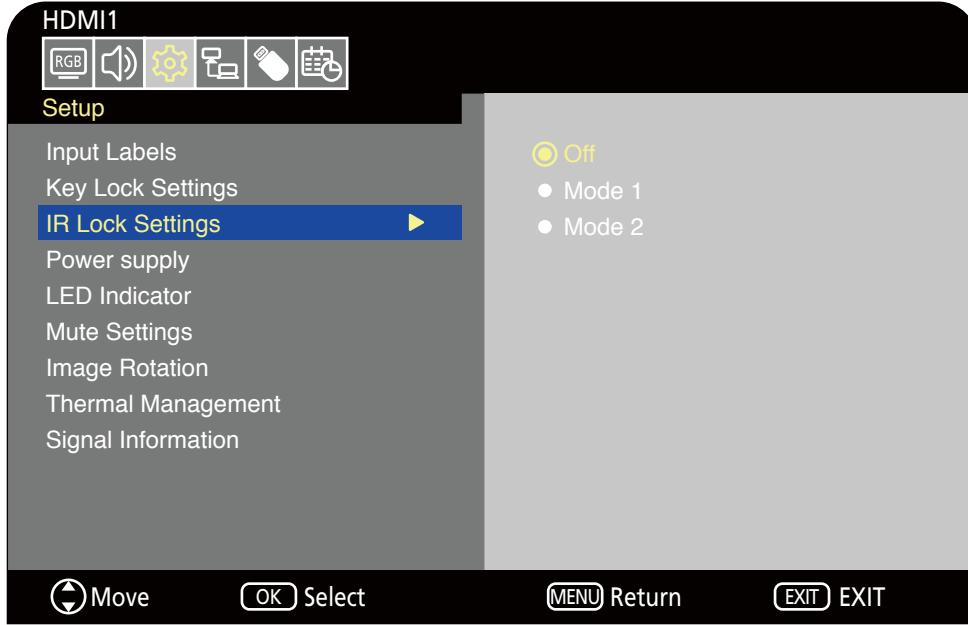 HDMI1
RGB
Setup
Input Labels
Key Lock Settings
IR Lock Settings
Power supply
LED Indicator
Mute Settings
Image Rotation
Thermal Management
Signal Information
Off
Mode 1
Mode 2
Move OK Select MENU Return EXIT EXIT